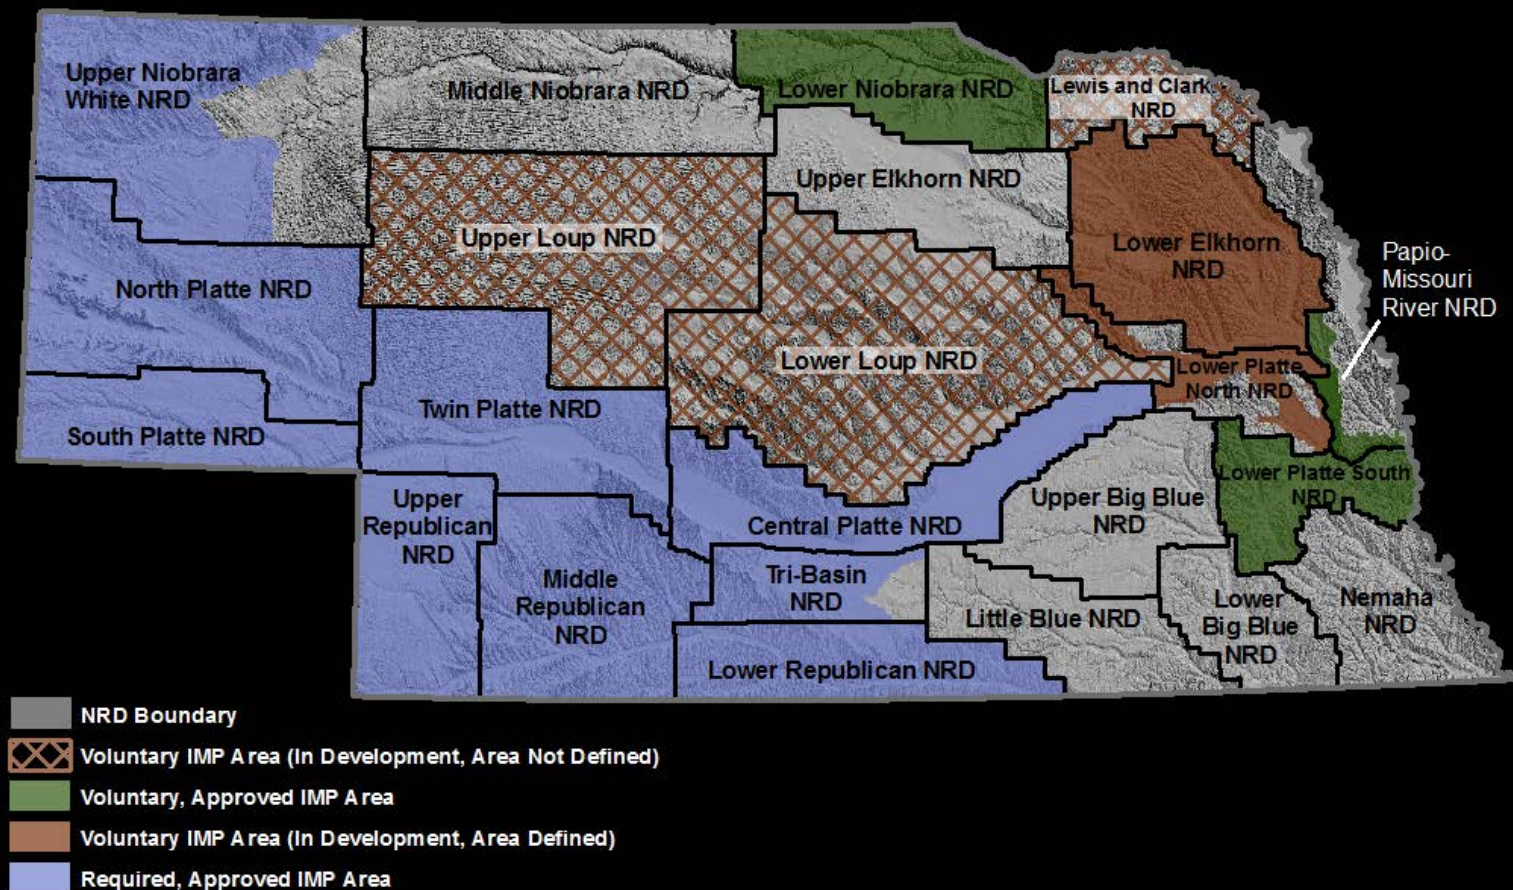 Upper Niobrara
White NRD
Middle Niobrara NRD
Lower Niobrara NRD
Lewis and Clark
NRD
Upper Elkhorn NRD
Upper Loup NRD
Lower Elkhorn
NRD
Papio-
Missouri
River NRD
North Platte NRD
Lower Loup NRD
Lower Platte
North NRD
Twin Platte NRD
South Platte NRD
Lower Platte South
NRD
Upper
Republican
NRD
Central Platte NRD
Upper Big Blue
NRD
Middle
Republican
NRD
Tri-Basin
NRD
Little Blue NRD
Lower
Big Blue
NRD
Nemaha
NRD
Lower Republican NRD
NRD Boundary
Voluntary IMP Area (In Development, Area Not Defined)
Voluntary, Approved IMP Area
Voluntary IMP Area (In Development, Area Defined)
Required, Approved IMP Area